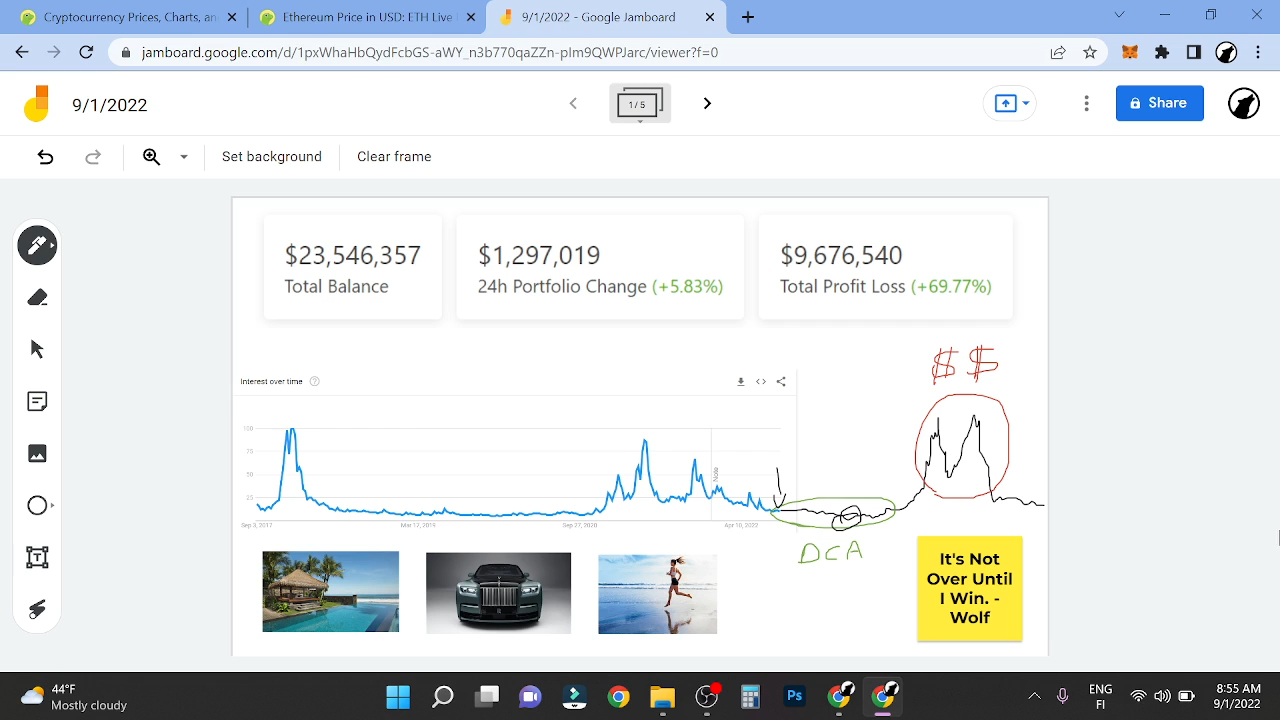 Cryptocurrency Prices, Charts, an
Ethereum Price in USD: ETH Live
9/1/2022 - Google Jamboard
jamboard.google.com/d/1pxWhaHbQydFcbGS-aWY_n3b770qaZZn-pIm9QWPJarc/viewer?f=0
9/1/2022
1/5
Share
Set background
Clear frame
$23,546,357
Total Balance
$1,297,019
24h Portfolio Change (+5.83%)
$9,676,540
Total Profit Loss (+69.77%)
$ $
Interest over time
100
75
50
25
Note
Sep 3, 2017
Mar 17, 2019
Sep 27, 2020
Apr 10, 2022
DCA
It's Not
Over Until
I Win. -
Wolf
44°F
Mostly cloudy
Ps
ENG
FI
8:55 AM
9/1/2022